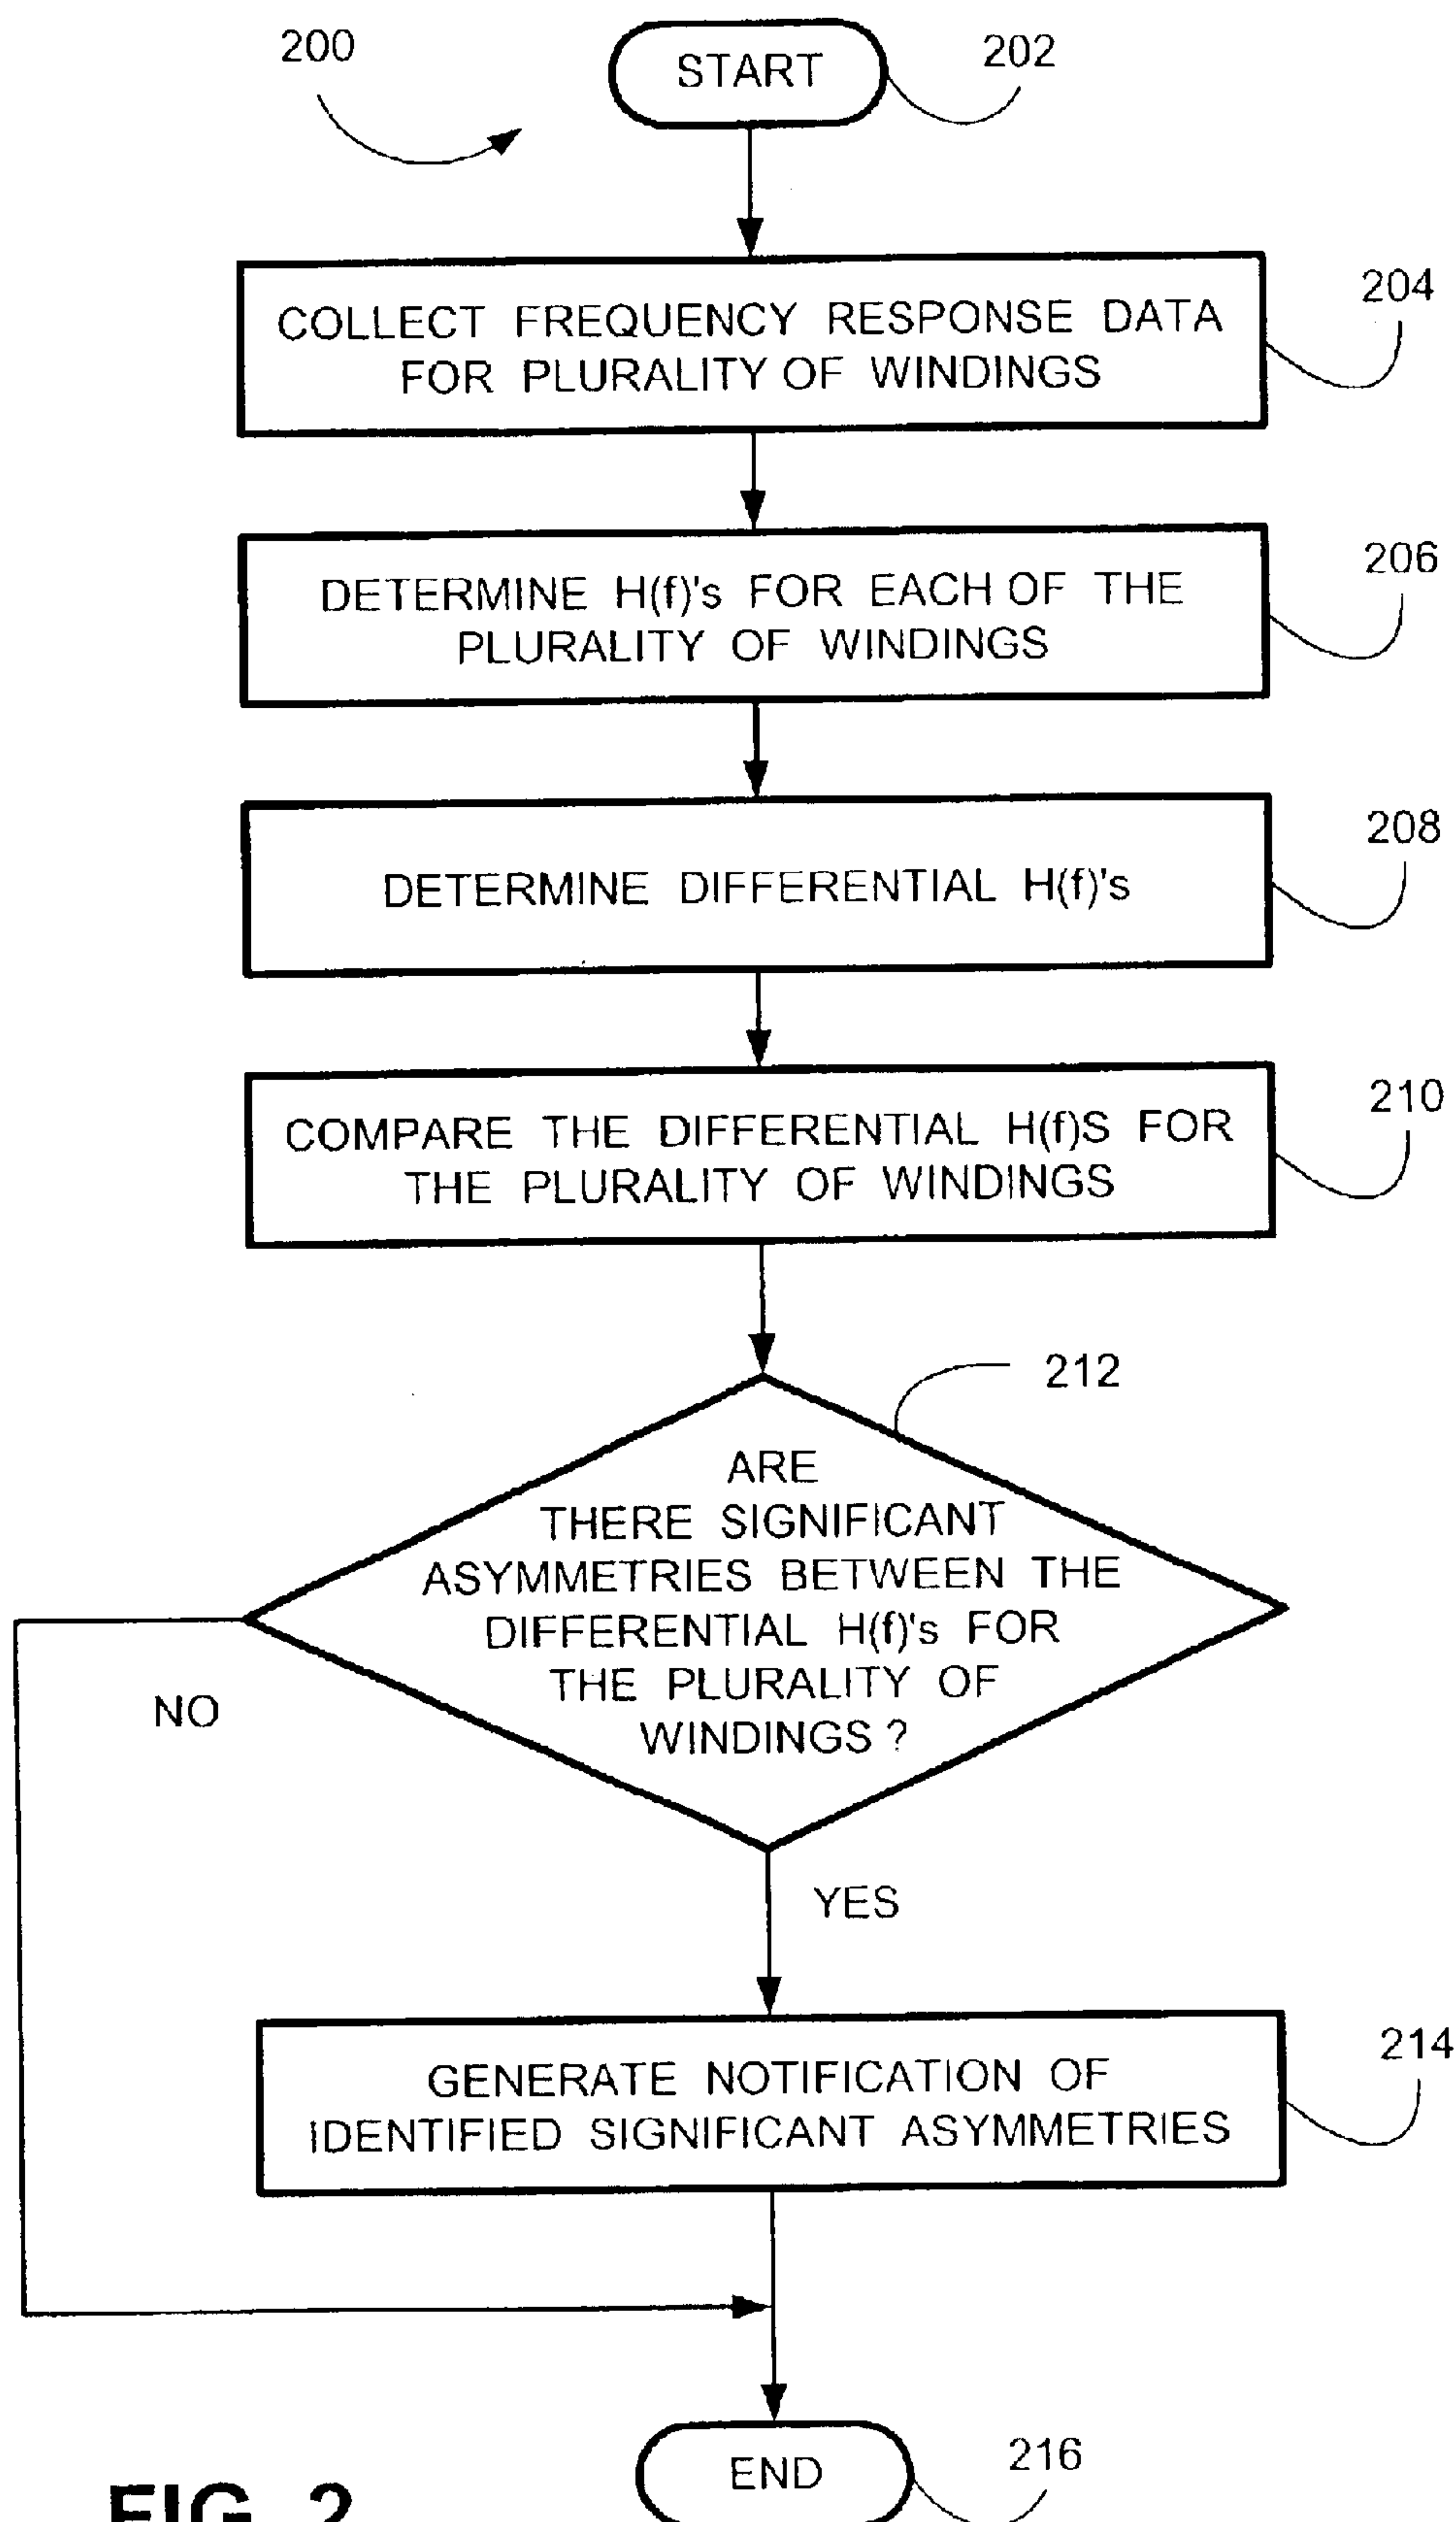 200
START
202
COLLECT FREQUENCY RESPONSE DATA
FOR PLURALITY OF WINDINGS
204
DETERMINE H(f)'s FOR EACH OF THE
PLURALITY OF WINDINGS
206
DETERMINE DIFFERENTIAL H(f)'s
208
COMPARE THE DIFFERENTIAL H(f)S FOR
THE PLURALITY OF WINDINGS
210
212
ARE
THERE SIGNIFICANT
ASYMMETRIES BETWEEN THE
DIFFERENTIAL H(f)'s FOR
THE PLURALITY OF
WINDINGS ?
NO
YES
GENERATE NOTIFICATION OF
IDENTIFIED SIGNIFICANT ASYMMETRIES
214
END
216
FIG. 2